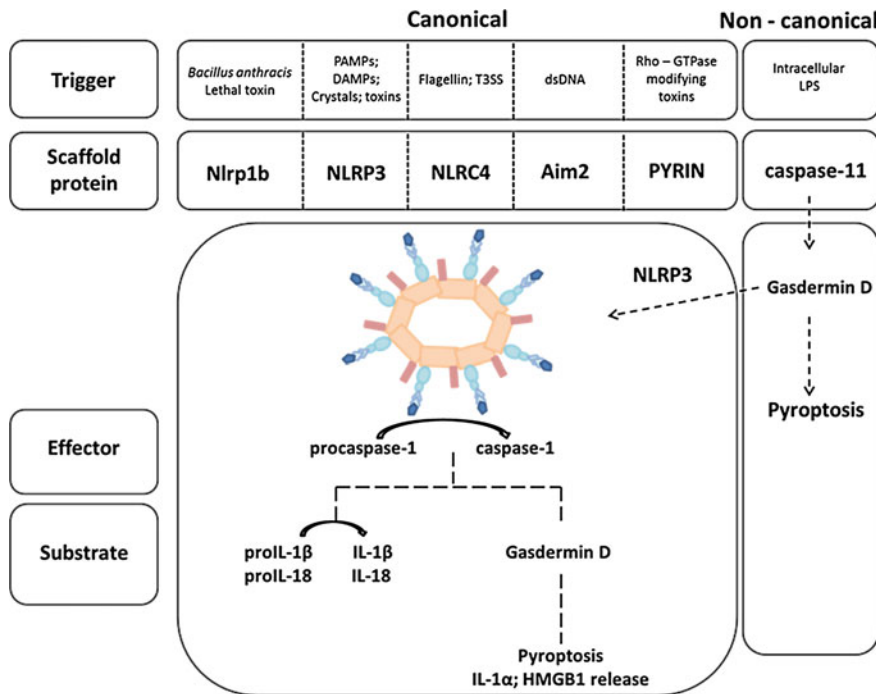 Canonical
Non - canonical
Trigger
Bacillus anthracis
Lethal toxin
PAMPs;
DAMPs;
Crystals; toxins
Flagellin; T3SS
dsDNA
Rho – GTPase
modifying
toxins
Intracellular
LPS
Scaffold
protein
Nlrp1b
NLRP3
NLRC4
Aim2
PYRIN
caspase-11
NLRP3
Gasdermin D
Pyroptosis
Effector
procaspase-1
caspase-1
Substrate
proIL-1β
IL-1β
proIL-18
IL-18
Gasdermin D
Pyroptosis
IL-1α; HMGB1 release